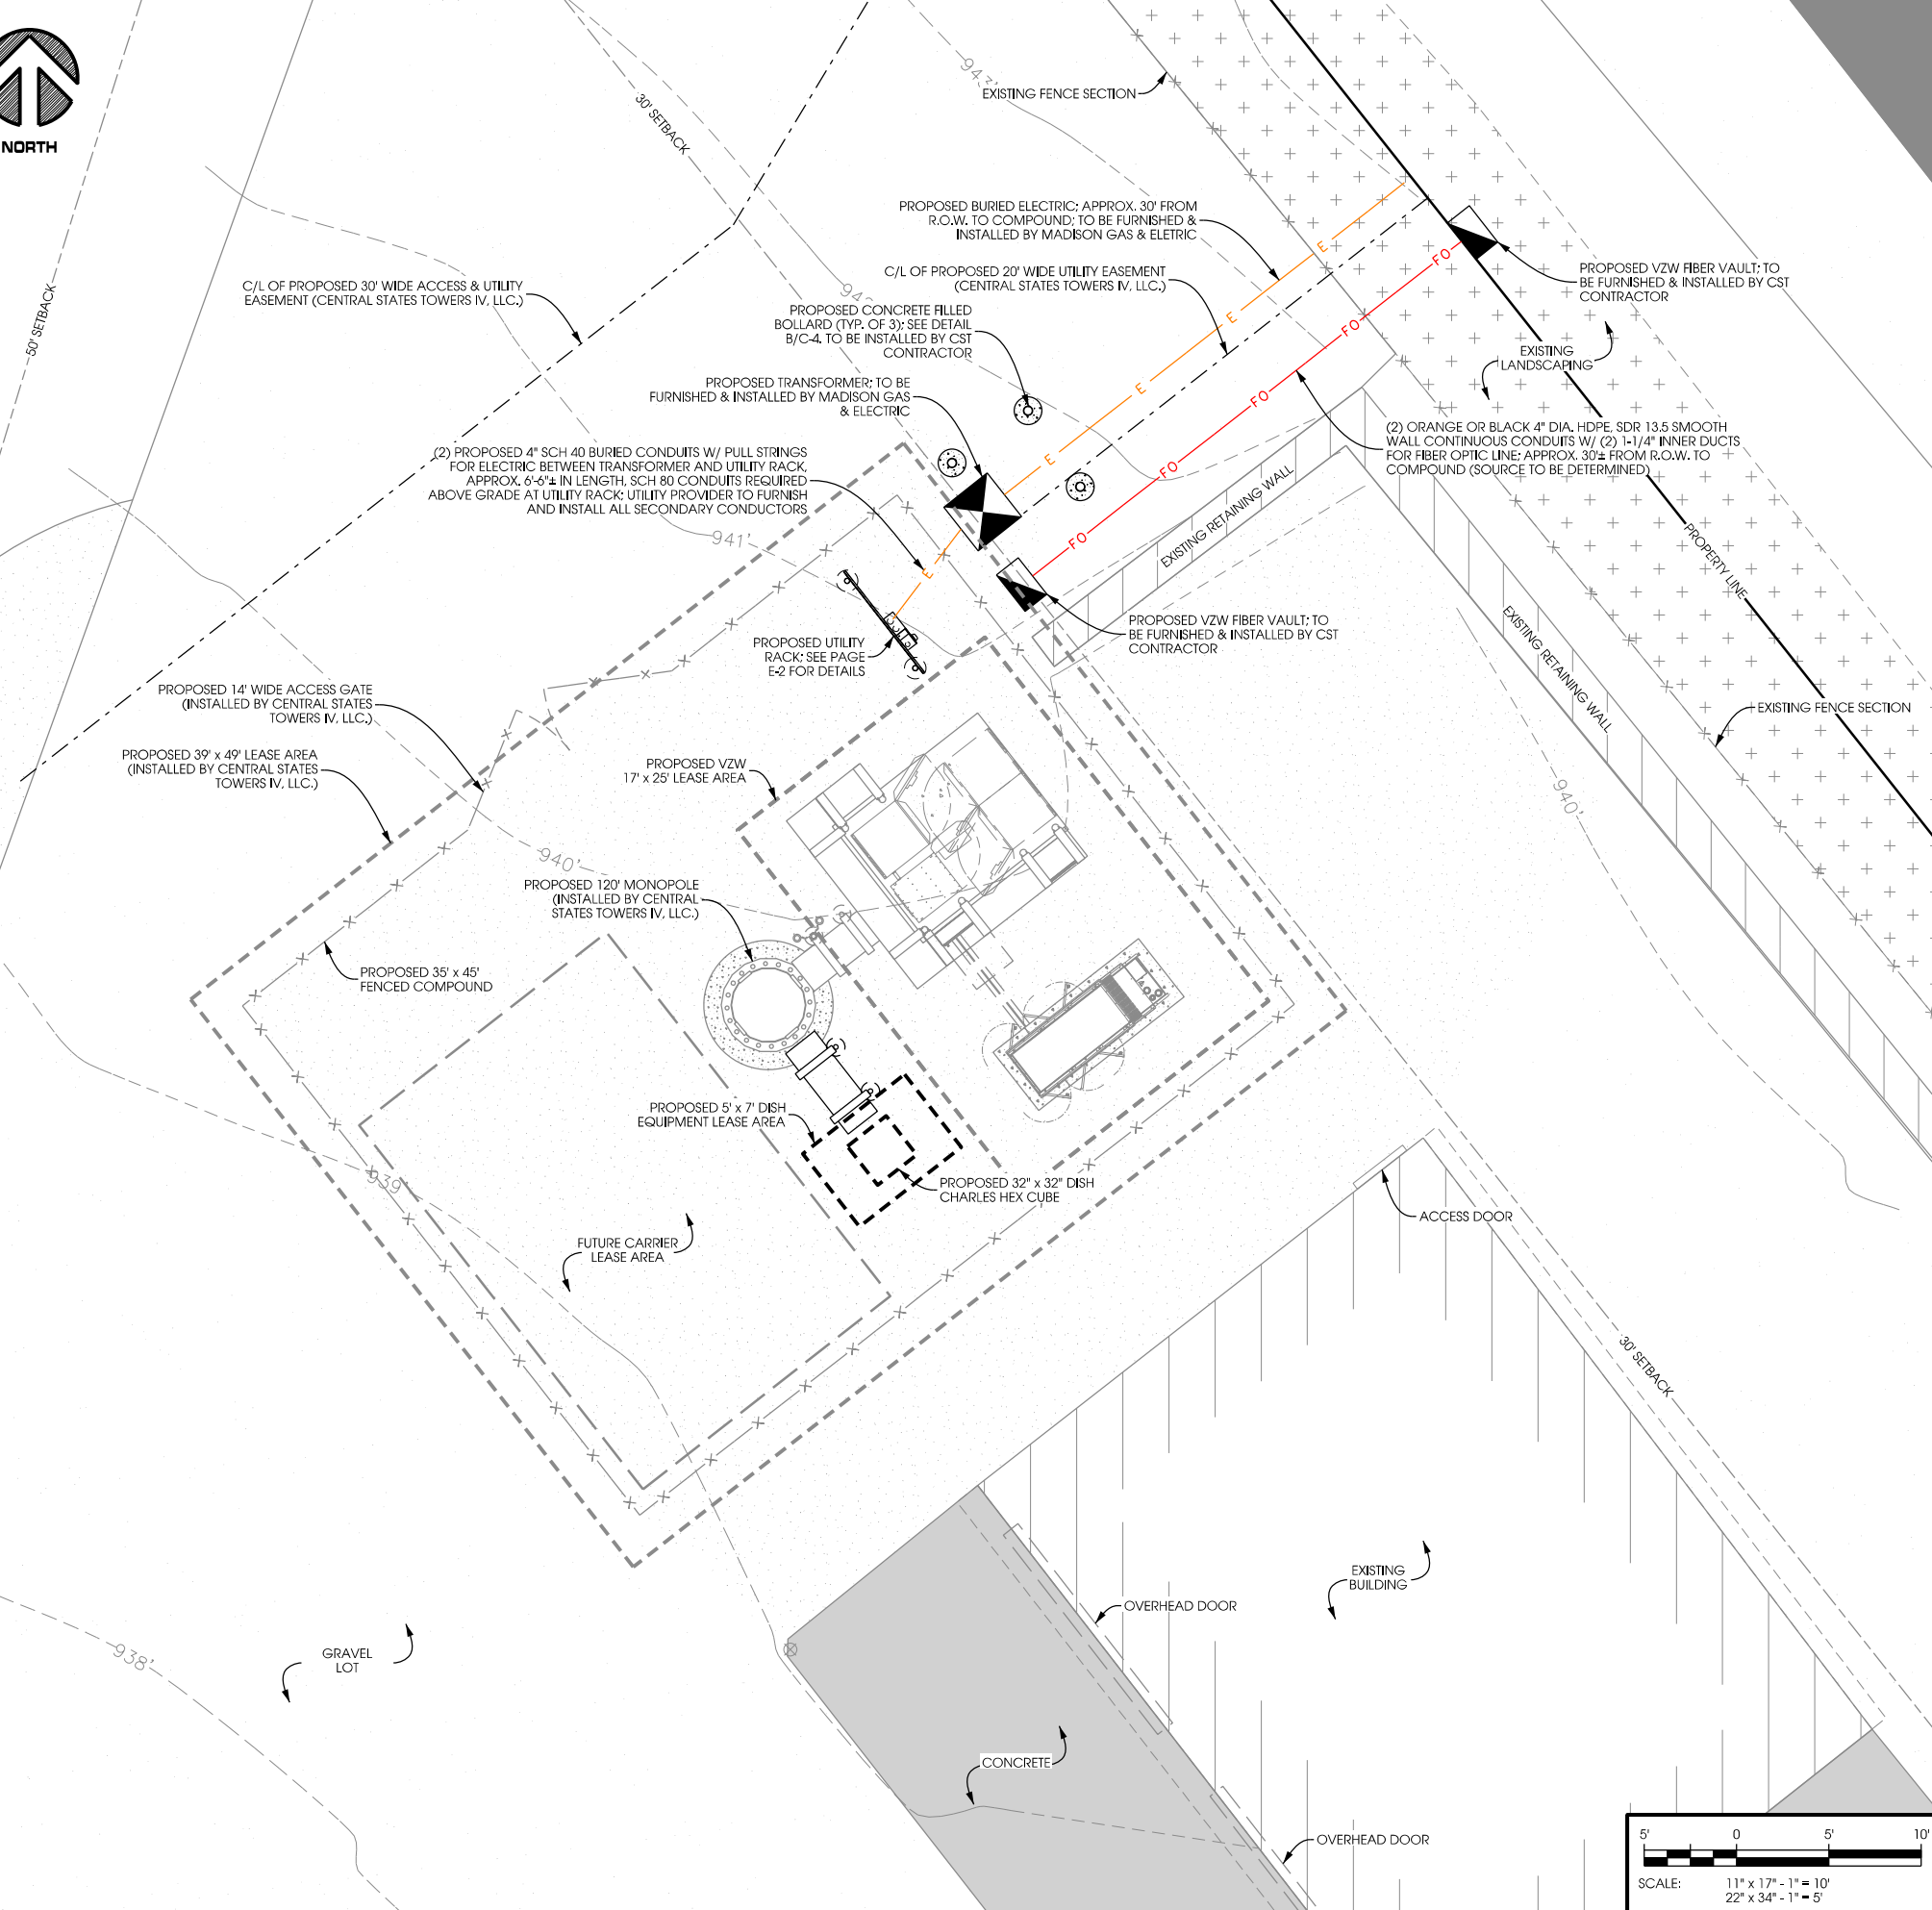 NORTH
50' SETBACK
30' SETBACK
943'
EXISTING FENCE SECTION
PROPOSED BURIED ELECTRIC; APPROX. 30' FROM
R.O.W. TO COMPOUND; TO BE FURNISHED &
INSTALLED BY MADISON GAS & ELETRIC
C/L OF PROPOSED 20' WIDE UTILITY EASEMENT
(CENTRAL STATES TOWERS IV, LLC.)
C/L OF PROPOSED 30' WIDE ACCESS & UTILITY
EASEMENT (CENTRAL STATES TOWERS IV, LLC.)
PROPOSED CONCRETE FILLED
BOLLARD (TYP. OF 3); SEE DETAIL
B/C-4. TO BE INSTALLED BY CST
CONTRACTOR
PROPOSED TRANSFORMER; TO BE
FURNISHED & INSTALLED BY MADISON GAS
& ELECTRIC
(2) PROPOSED 4" SCH 40 BURIED CONDUITS W/ PULL STRINGS
FOR ELECTRIC BETWEEN TRANSFORMER AND UTILITY RACK,
APPROX. 6'-6"± IN LENGTH, SCH 80 CONDUITS REQUIRED
ABOVE GRADE AT UTILITY RACK; UTILITY PROVIDER TO FURNISH
AND INSTALL ALL SECONDARY CONDUCTORS
E
E
E
E
E
FO
FO
FO
FO
FO
PROPOSED VZW FIBER VAULT; TO
BE FURNISHED & INSTALLED BY CST
CONTRACTOR
EXISTING
LANDSCAPING
(2) ORANGE OR BLACK 4" DIA. HDPE, SDR 13.5 SMOOTH
WALL CONTINUOUS CONDUITS W/ (2) 1-1/4" INNER DUCTS
FOR FIBER OPTIC LINE; APPROX. 30'± FROM R.O.W. TO
COMPOUND (SOURCE TO BE DETERMINED)
EXISTING RETAINING WALL
PROPERTY LINE
941'
PROPOSED UTILITY
RACK; SEE PAGE
E-2 FOR DETAILS
PROPOSED VZW FIBER VAULT; TO
BE FURNISHED & INSTALLED BY CST
CONTRACTOR
EXISTING RETAINING WALL
EXISTING FENCE SECTION
PROPOSED 14' WIDE ACCESS GATE
(INSTALLED BY CENTRAL STATES
TOWERS IV, LLC.)
PROPOSED 39' x 49' LEASE AREA
(INSTALLED BY CENTRAL STATES
TOWERS IV, LLC.)
PROPOSED VZW
17' x 25' LEASE AREA
940'
940'
PROPOSED 120' MONOPOLE
(INSTALLED BY CENTRAL
STATES TOWERS IV, LLC.)
PROPOSED 35' x 45'
FENCED COMPOUND
PROPOSED 5' x 7' DISH
EQUIPMENT LEASE AREA
939'
PROPOSED 32" x 32" DISH
CHARLES HEX CUBE
ACCESS DOOR
FUTURE CARRIER
LEASE AREA
30' SETBACK
EXISTING
BUILDING
OVERHEAD DOOR
GRAVEL
LOT
938'
CONCRETE
OVERHEAD DOOR
5' 0 5' 10'
SCALE: 11" x 17" - 1" = 10'
22" x 34" - 1" = 5'